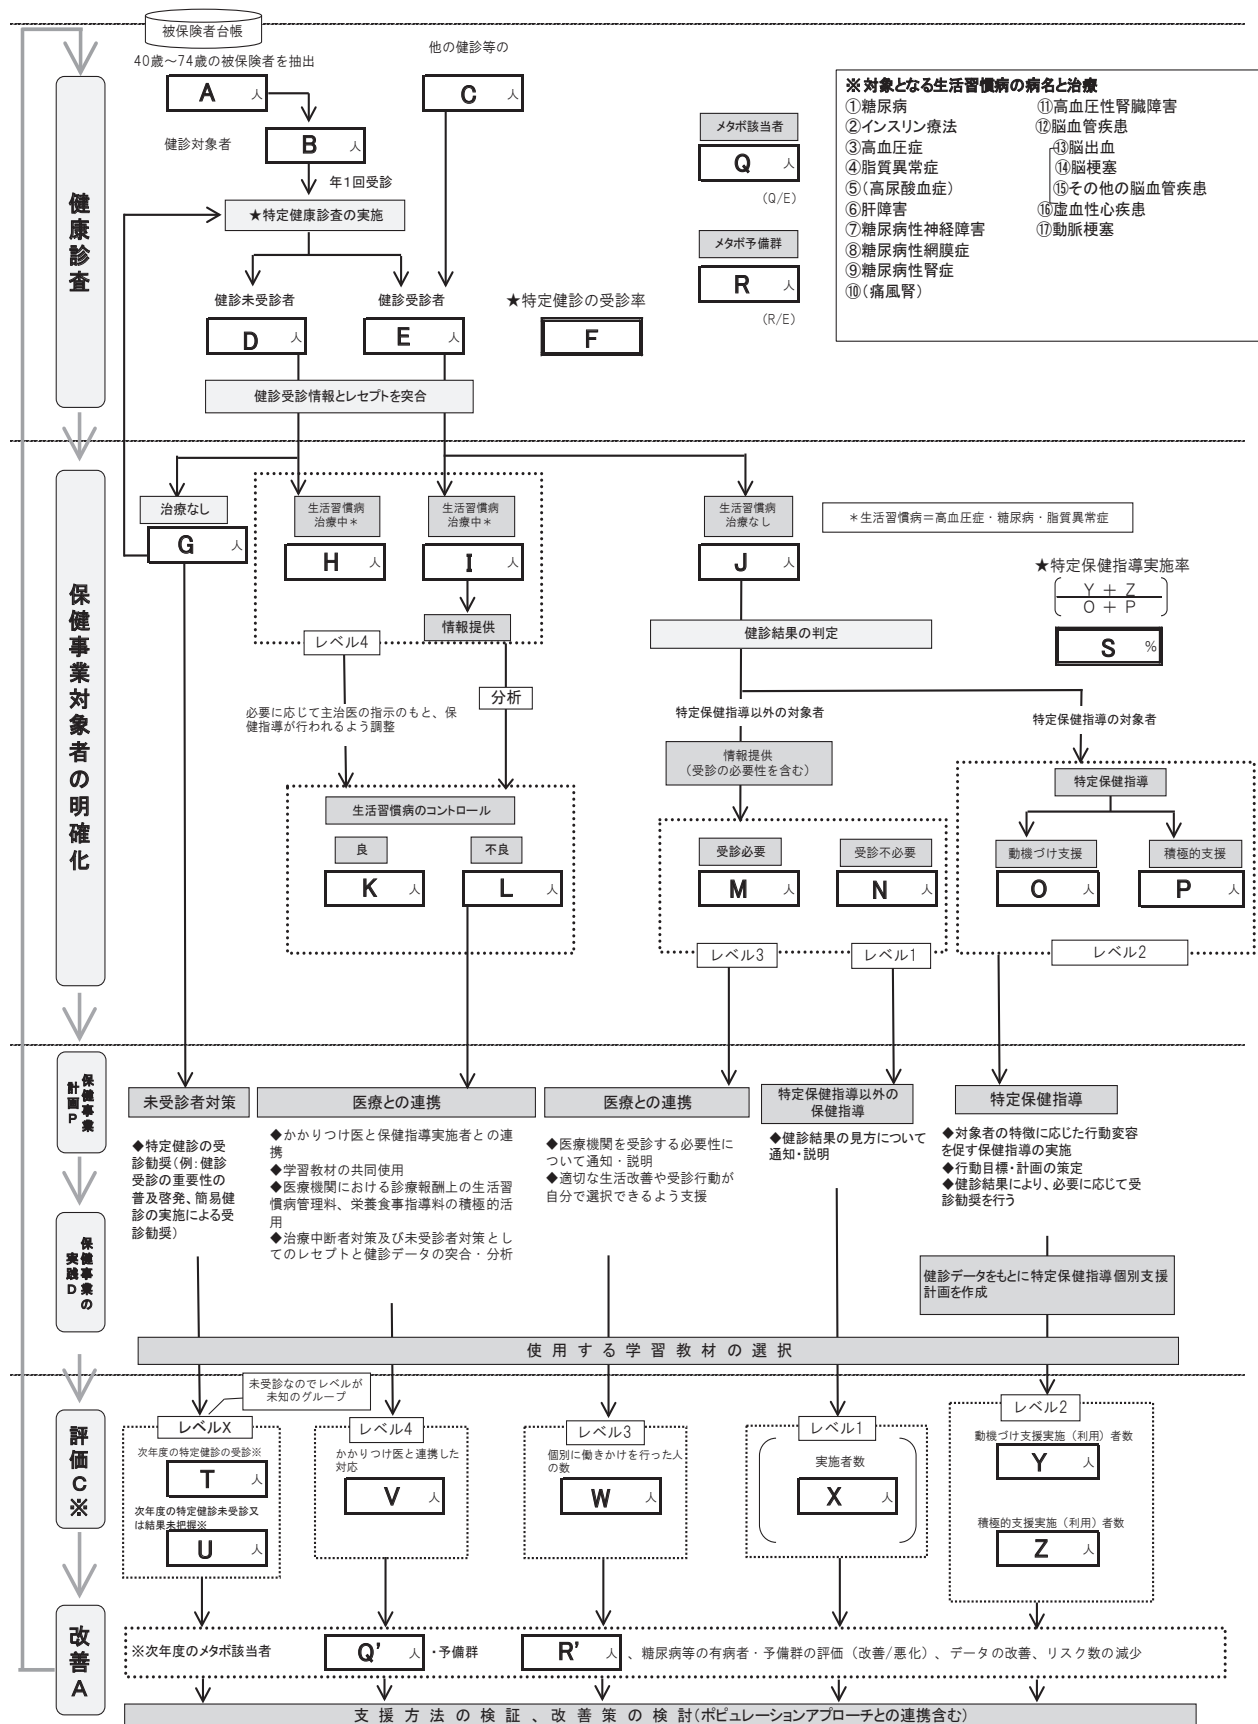 被保険者台帳
40歳～74歳の被保険者を抽出
他の健診等の
A 人
C 人
健診対象者
B 人
年1回受診
★特定健康診査の実施
健診未受診者
健診受診者
★特定健診の受診率
D 人
E 人
F
健診受診情報とレセプトを突合
メタボ該当者
Q 人
(Q/E)
メタボ予備群
R 人
(R/E)
※対象となる生活習慣病の病名と治療
①糖尿病
②インスリン療法
③高血圧症
④脂質異常症
⑤(高尿酸血症)
⑥肝障害
⑦糖尿病性神経障害
⑧糖尿病性網膜症
⑨糖尿病性腎症
⑩(痛風腎)
⑪高血圧性腎臓障害
⑫脳血管疾患
⑬脳出血
⑭脳梗塞
⑮その他の脳血管疾患
⑯虚血性心疾患
⑰動脈梗塞
健康診査
保健事業対象者の明確化
治療なし
G 人
生活習慣病
治療中＊
H 人
生活習慣病
治療中＊
I 人
情報提供
レベル4
生活習慣病
治療なし
J 人
＊生活習慣病＝高血圧症・糖尿病・脂質異常症
★特定保健指導実施率
Y + Z
O + P
S %
健診結果の判定
分析
必要に応じて主治医の指示のもと、保
健指導が行われるよう調整
特定保健指導以外の対象者
特定保健指導の対象者
情報提供
(受診の必要性を含む)
特定保健指導
生活習慣病のコントロール
良
不良
K 人
L 人
受診必要
受診不必要
M 人
N 人
動機づけ支援
積極的支援
O 人
P 人
レベル3
レベル1
レベル2
保健事業
計画P
未受診者対策
医療との連携
医療との連携
特定保健指導以外の
保健指導
特定保健指導
◆特定健診の受
診勧奨(例：健診
受診の重要性の
普及啓発、簡易健
診の実施による受
診勧奨)
◆かかりつけ医と保健指導実施者との連
携
◆学習教材の共同使用
◆医療機関における診療報酬上の生活習
慣病管理料、栄養食事指導料の積極的活
用
◆治療中断者対策及び未受診者対策とし
てのレセプトと健診データの突合・分析
◆医療機関を受診する必要性に
ついて通知・説明
◆適切な生活改善や受診行動が
自分で選択できるよう支援
◆健診結果の見方について
通知・説明
◆対象者の特徴に応じた行動変容
を促す保健指導の実施
◆行動目標・計画の策定
◆健診結果により、必要に応じて受
診勧奨を行う
保健事業の
実践D
健診データをもとに特定保健指導個別支援
計画を作成
使用する学習教材の選択
評価C※
未受診なのでレベルが
未知のグループ
レベルX
次年度の特定健診の受診※
T 人
次年度の特定健診未受診又
は結果未把握※
U 人
レベル4
かかりつけ医と連携した
対応
V 人
レベル3
個別に働きかけを行った人
の数
W 人
レベル1
実施者数
X 人
レベル2
動機づけ支援実施（利用）者数
Y 人
積極的支援実施（利用）者数
Z 人
改善A
※次年度のメタボ該当者 Q' 人 ・予備群 R' 人 、糖尿病等の有病者・予備群の評価（改善/悪化）、データの改善、リスク数の減少
支援方法の検証、改善策の検討(ポピュレーションアプローチとの連携含む)